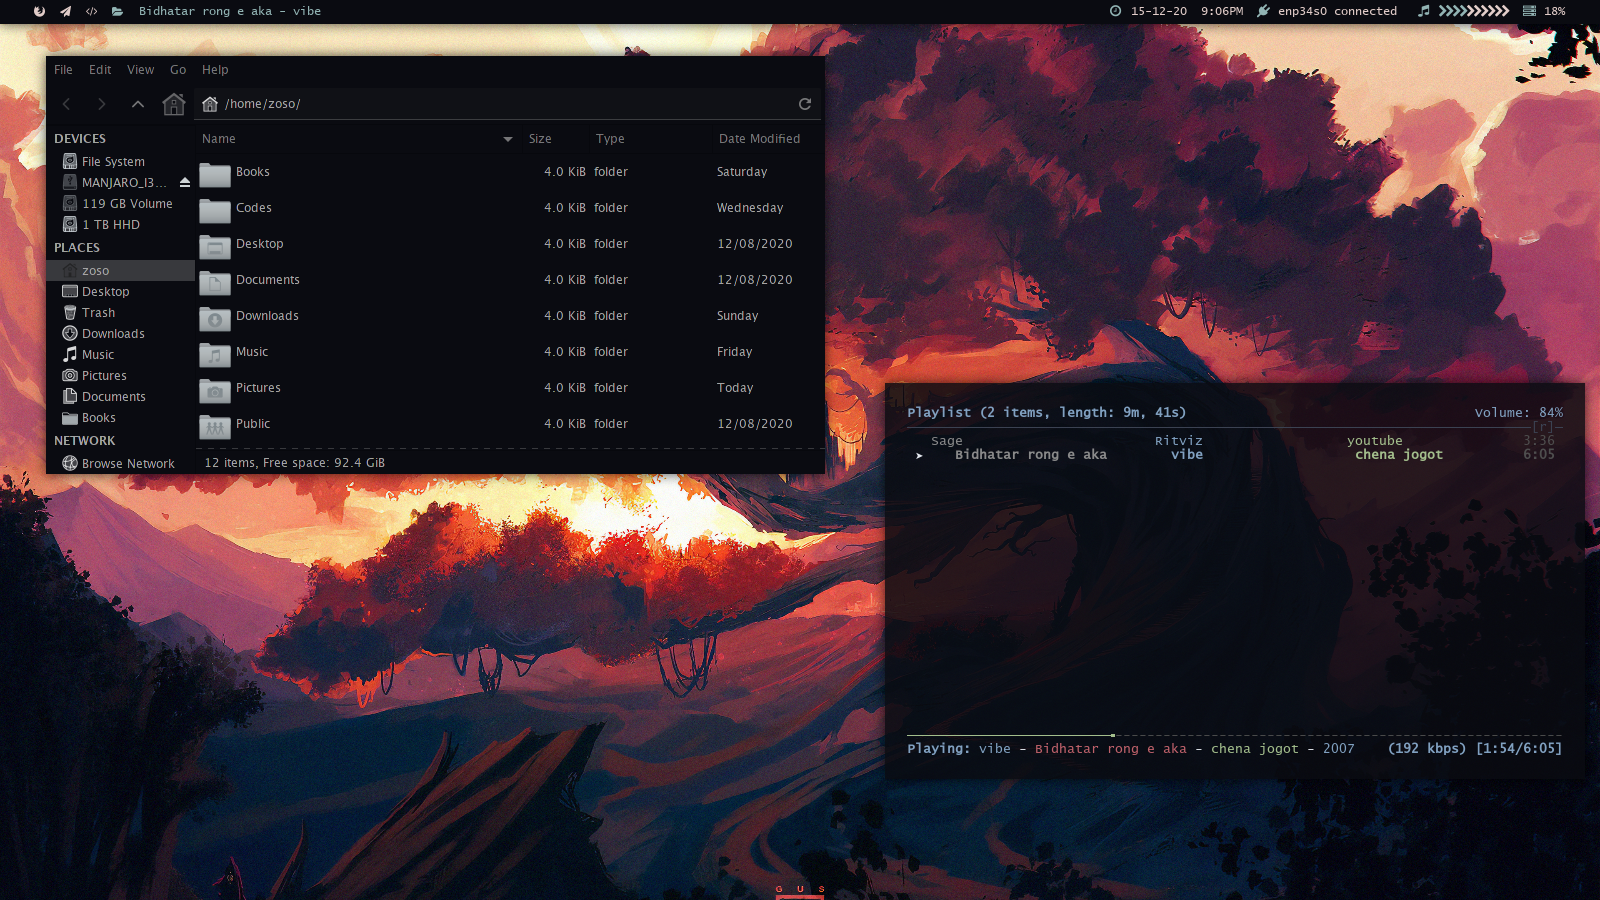 </> Bidhatar rong e aka - vibe 15-12-20 9:06PM enp34s0 connected 18%
File Edit View Go Help
/home/zoso/
DEVICES
File System
MANJARO_I3...
119 GB Volume
1 TB HHD
PLACES
zoso
Desktop
Trash
Downloads
Music
Pictures
Documents
Books
NETWORK
Browse Network
Name Size Type Date Modified
Books 4.0 KiB folder Saturday
Codes 4.0 KiB folder Wednesday
Desktop 4.0 KiB folder 12/08/2020
Documents 4.0 KiB folder 12/08/2020
Downloads 4.0 KiB folder Sunday
Music 4.0 KiB folder Friday
Pictures 4.0 KiB folder Today
Public 4.0 KiB folder 12/08/2020
12 items, Free space: 92.4 GiB
Playlist (2 items, length: 9m, 41s) Volume: 84%
[r]
Sage Ritviz youtube 3:36
Bidhatar rong e aka vibe chena jogot 6:05
Playing: vibe - Bidhatar rong e aka - chena jogot - 2007 (192 kbps) [1:54/6:05]
G U S